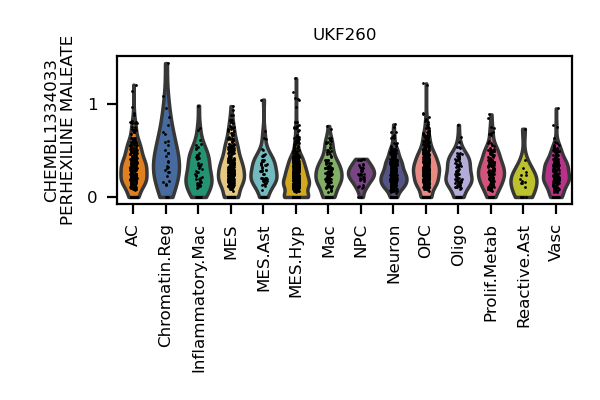 UKF260
CHEMBL1334033
PERHEXILINE MALEATE
1
0
AC
Chromatin.Reg
Inflammatory.Mac
MES
MES.Ast
MES.Hyp
Mac
NPC
Neuron
OPC
Oligo
Prolif.Metab
Reactive.Ast
Vasc